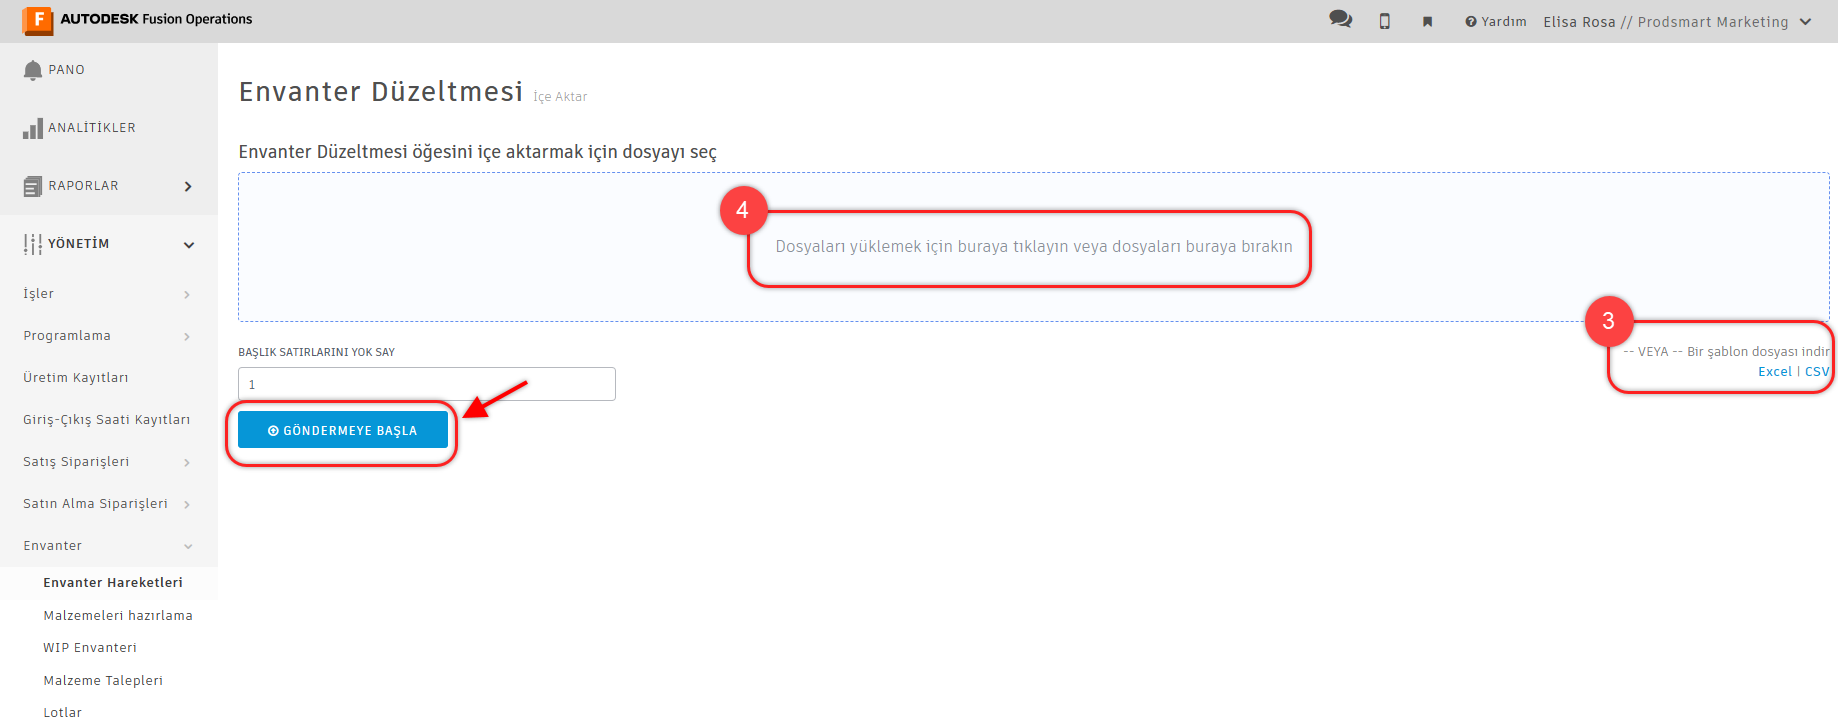 F AUTODESK Fusion Operations
Yardım Elisa Rosa // Prodsmart Marketing
PANO
ANALİTİKLER
RAPORLAR
YÖNETİM
İşler
Programlama
Üretim Kayıtları
Giriş-Çıkış Saati Kayıtları
Satış Siparişleri
Satın Alma Siparişleri
Envanter
Envanter Hareketleri
Malzemeleri hazırlama
WIP Envanteri
Malzeme Talepleri
Lotlar
Envanter Düzeltmesi İçe Aktar
Envanter Düzeltmesi öğesini içe aktarmak için dosyayı seç
4
Dosyaları yüklemek için buraya tıklayın veya dosyaları buraya bırakın
3
-- VEYA -- Bir şablon dosyası indir
Excel | CSV
BAŞLIK SATIRLARINI YOK SAY
1
GÖNDERMEYE BAŞLA